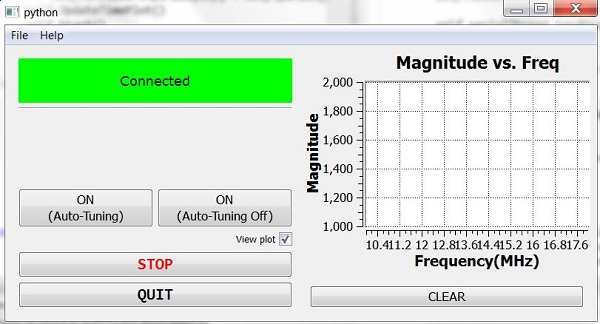 python
File Help
Connected
ON
(Auto-Tuning)
ON
(Auto-Tuning Off)
View plot
STOP
QUIT
Magnitude vs. Freq
Magnitude
2,000
1,800
1,600
1,400
1,200
1,000
10.4 11.2 12 12.8 13.6 14.4 15.2 16 16.8 17.6
Frequency(MHz)
CLEAR